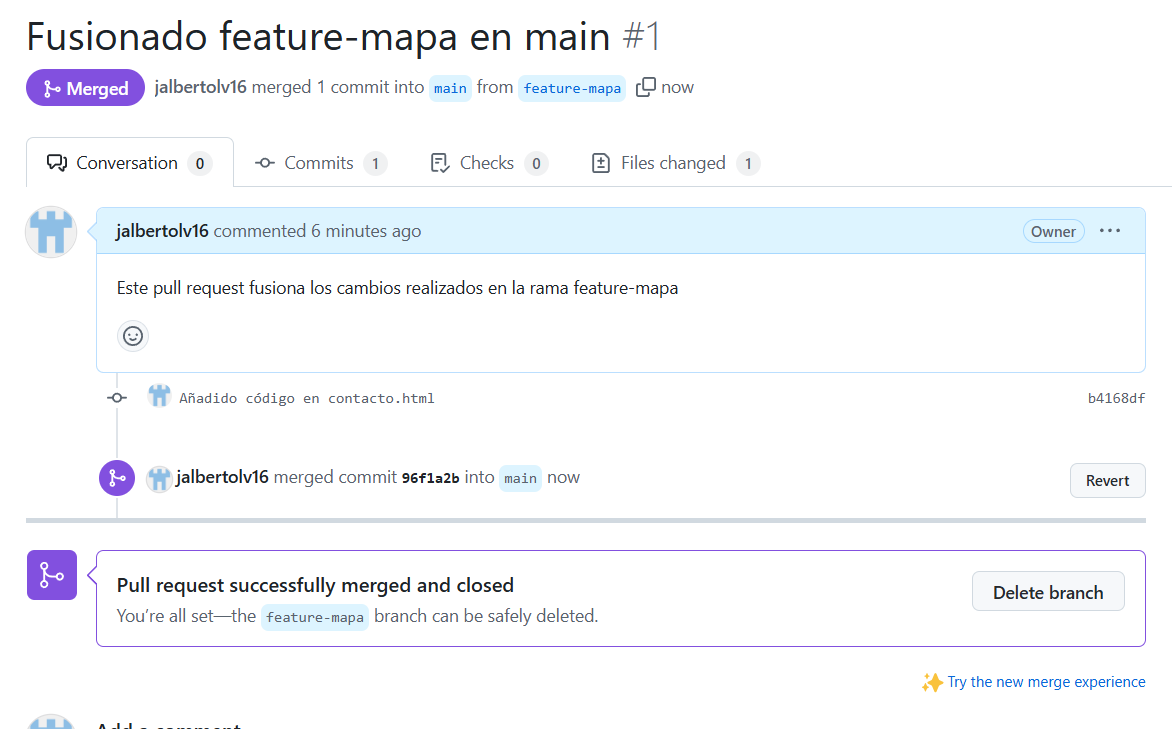 Fusionado feature-mapa en main #1
Merged jalbertolv16 merged 1 commit into main from feature-mapa now
Conversation 0 Commits 1 Checks 0 Files changed 1
jalbertolv16 commented 6 minutes ago Owner ...
Este pull request fusiona los cambios realizados en la rama feature-mapa
Añadido código en contacto.html b4168df
jalbertolv16 merged commit 96f1a2b into main now Revert
Pull request successfully merged and closed
Delete branch
You’re all set—the feature-mapa branch can be safely deleted.
Try the new merge experience
Add a comment